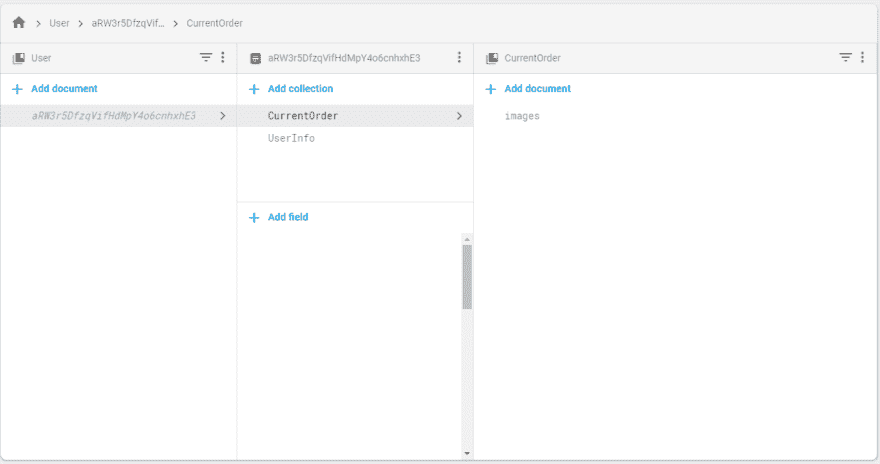 User
aRW3r5DfzqVif...
CurrentOrder
User
aRW3r5DfzqVifHdMpY4o6cnhxhE3
CurrentOrder
Add document
Add collection
Add document
aRW3r5DfzqVifHdMpY4o6cnhxhE3
CurrentOrder
images
UserInfo
Add field